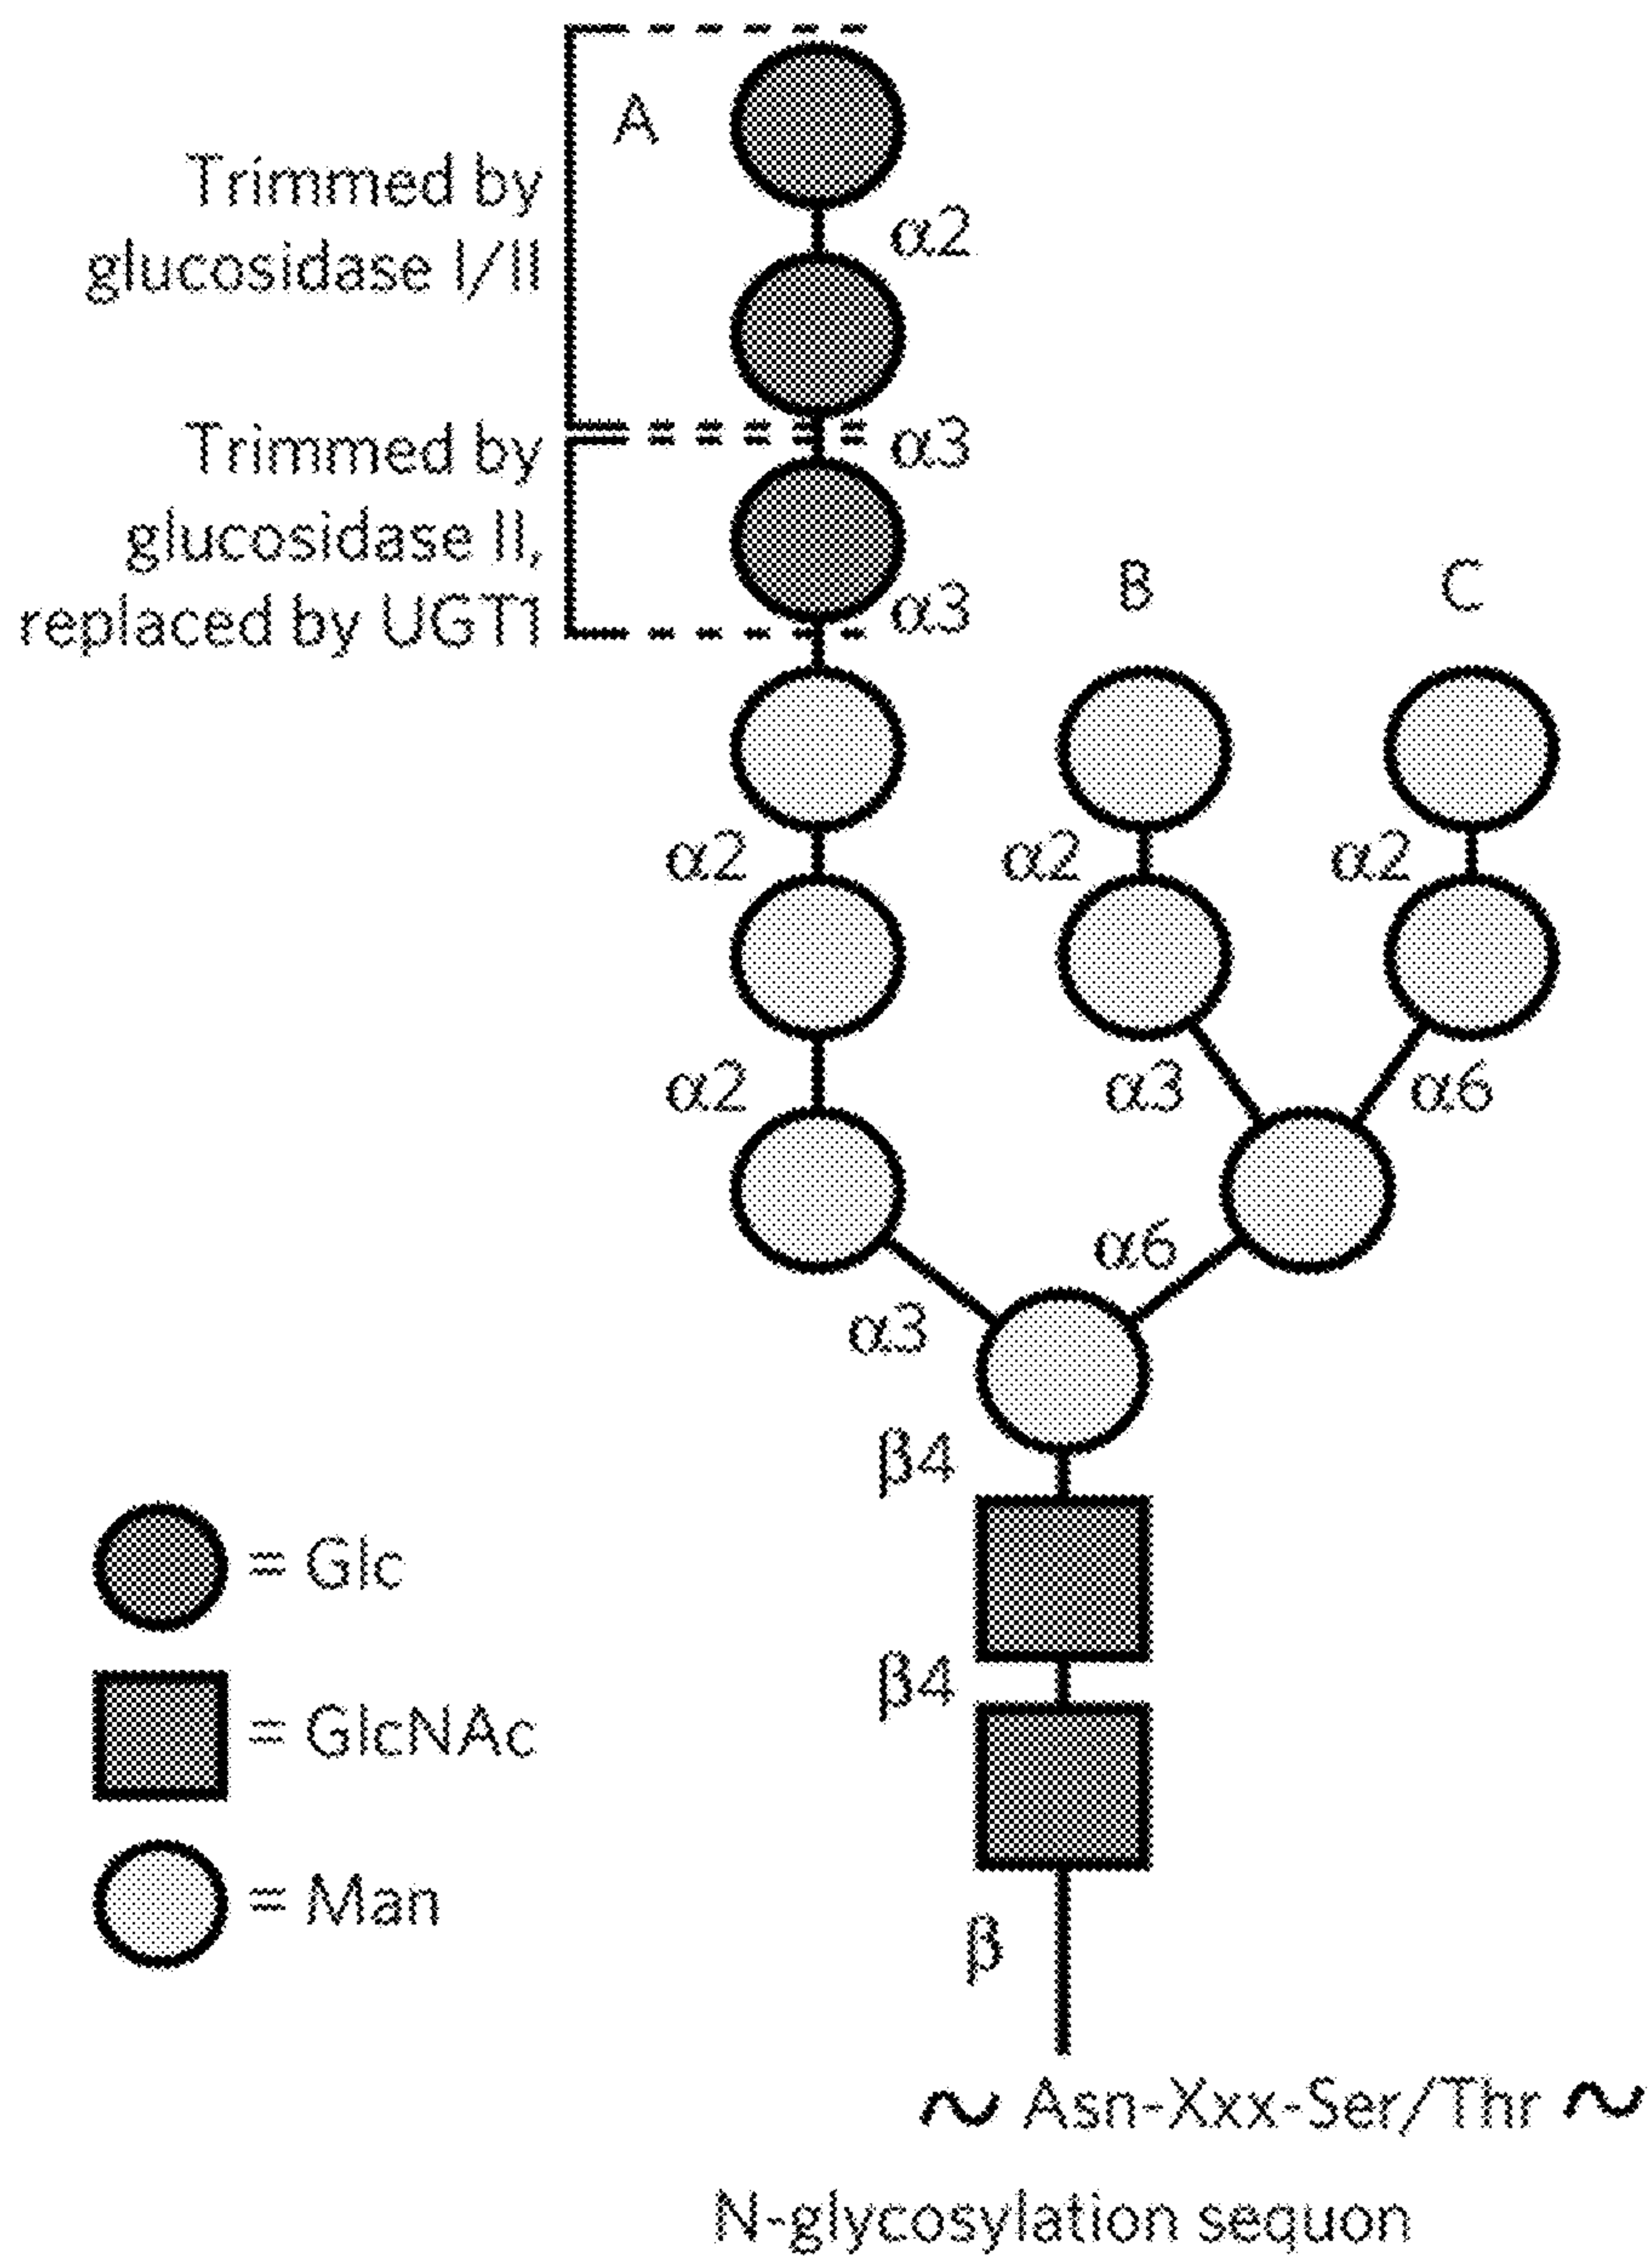 A
Trimmed by
glucosidase I/II
α2
Trimmed by
glucosidase II,
replaced by UGT1
α3
α3
B
C
α2
α2
α2
α2
α3
α6
α6
α3
β4
= Glc
β4
= GlcNAc
= Man
β
~ Asn-Xxx-Ser/Thr ~
N-glycosylation sequon